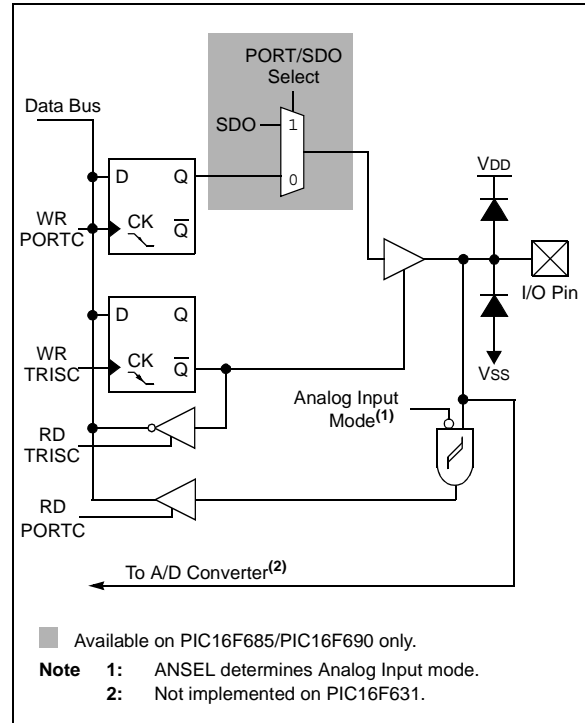 PORT/SDO
Select
Data Bus
SDO
1
0
VDD
D Q
WR
PORTC
CK
Q
I/O Pin
D Q
WR
TRISC
CK
Q
VSS
Analog Input
Mode(1)
RD
TRISC
RD
PORTC
To A/D Converter(2)
Available on PIC16F685/PIC16F690 only.
Note 1: ANSEL determines Analog Input mode.
2: Not implemented on PIC16F631.